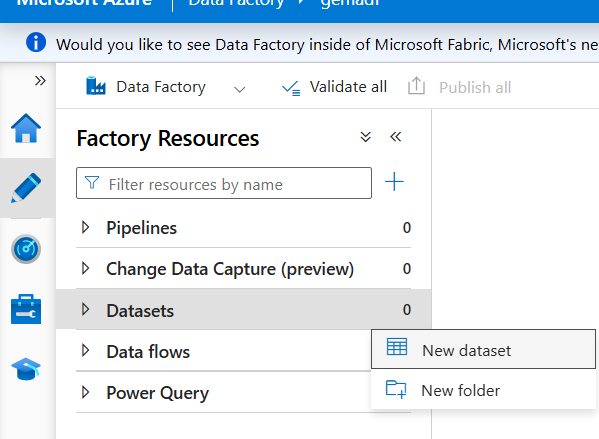 Microsoft Azure | Data Factory
Would you like to see Data Factory inside of Microsoft Fabric, Microsoft's ne
Data Factory
Validate all
Publish all
Factory Resources
Filter resources by name
Pipelines 0
Change Data Capture (preview) 0
Datasets 0
Data flows
Power Query
New dataset
New folder